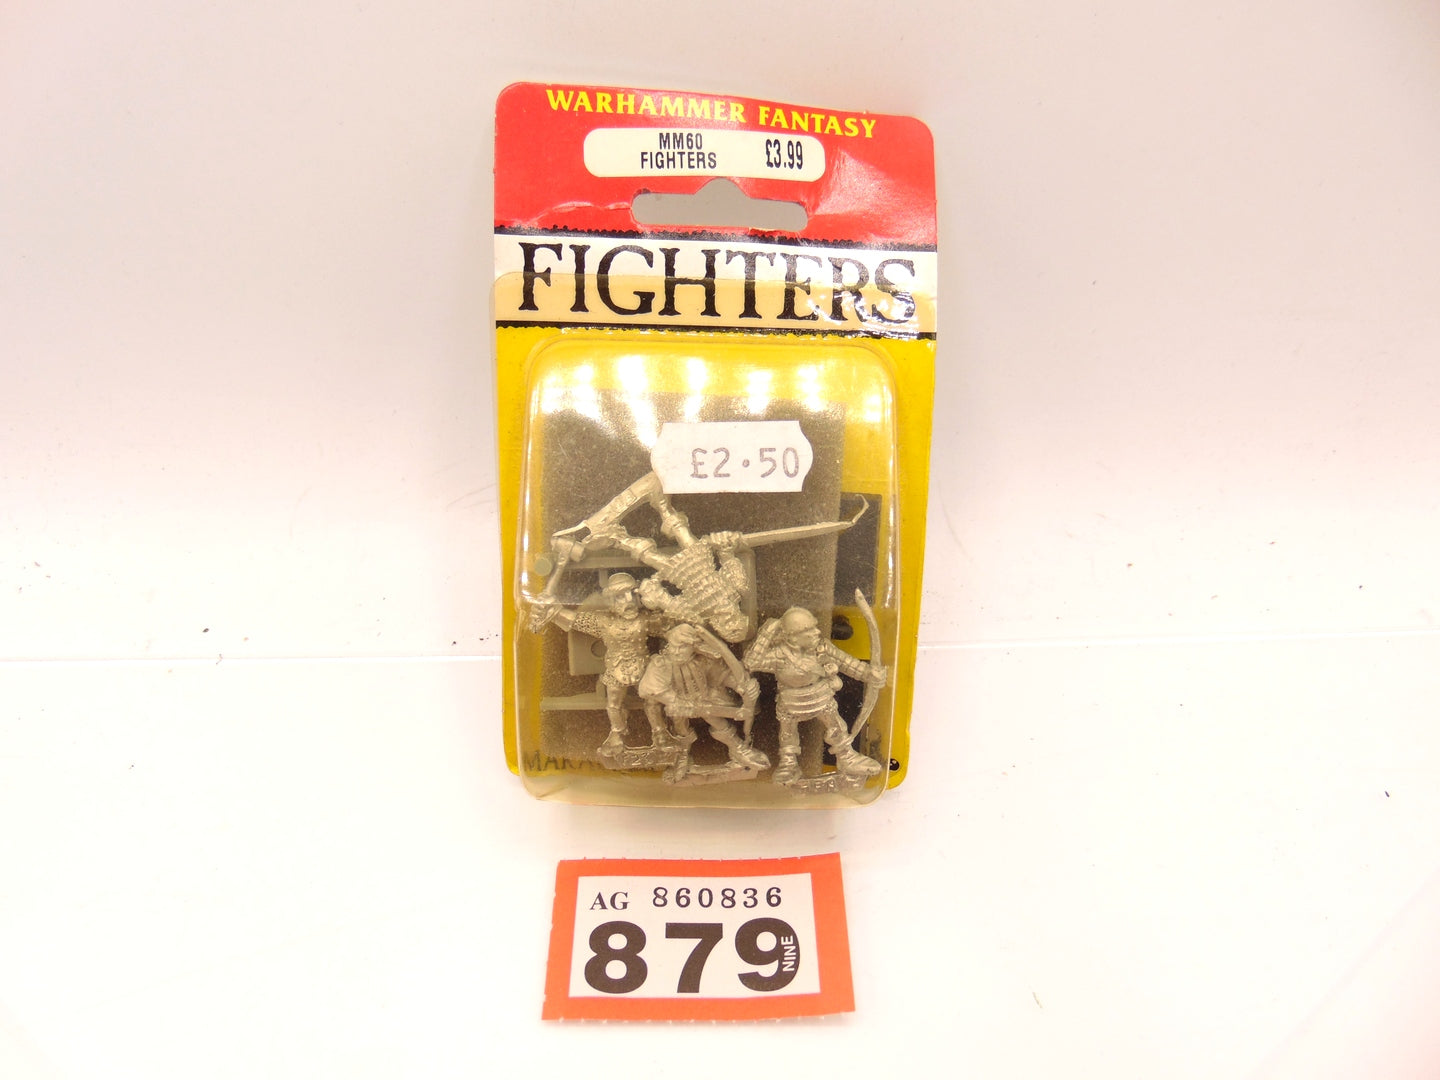 WARHAMMER FANTASY
MM60
FIGHTERS £3.99
FIGHTERS
£2.50
AG 860836
879
NINE